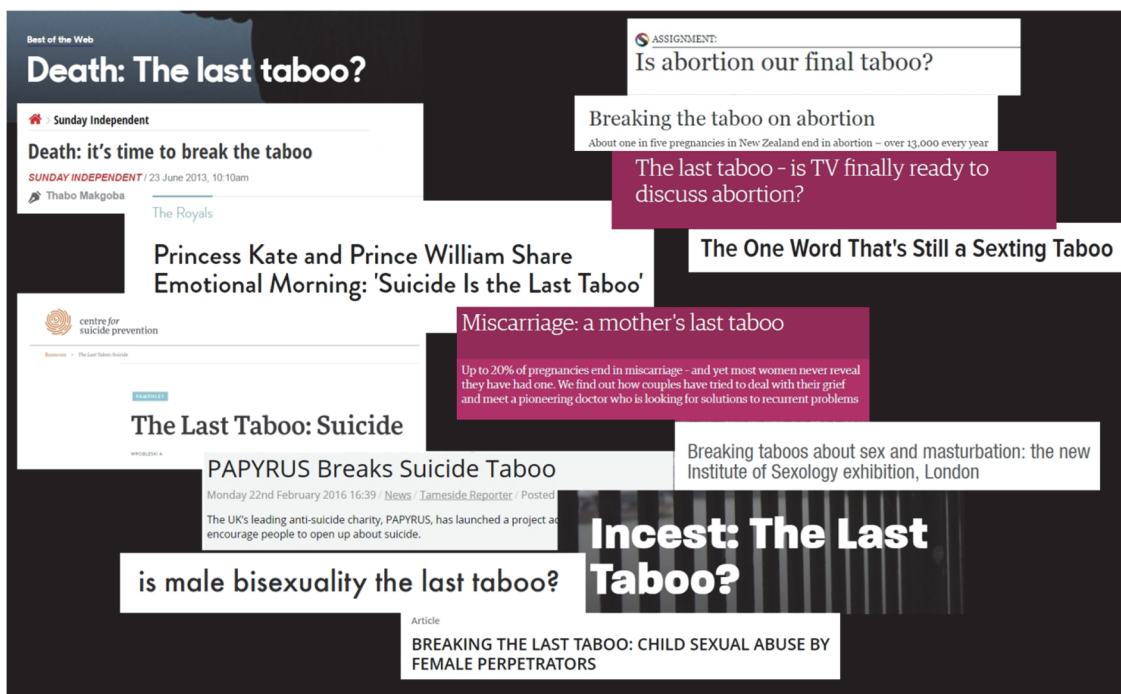 Best of the Web
Death: The last taboo?
Sunday Independent
Death: it's time to break the taboo
SUNDAY INDEPENDENT / 23 June 2013, 10:10am
Thabo Makgoba
The Royals
Princess Kate and Prince William Share
Emotional Morning: 'Suicide Is the Last Taboo'
centre for
suicide prevention
Resources > The Last Taboo: Suicide
PAMPHLET
The Last Taboo: Suicide
WROBLESKI A
PAPYRUS Breaks Suicide Taboo
Monday 22nd February 2016 16:39 / News / Tameside Reporter / Posted
The UK's leading anti-suicide charity, PAPYRUS, has launched a project
encourage people to open up about suicide.
is male bisexuality the last taboo?
ASSIGNMENT:
Is abortion our final taboo?
Breaking the taboo on abortion
About one in five pregnancies in New Zealand end in abortion – over 13,000 every year
The last taboo - is TV finally ready to
discuss abortion?
The One Word That's Still a Sexting Taboo
Miscarriage: a mother's last taboo
Up to 20% of pregnancies end in miscarriage - and yet most women never reveal
they have had one. We find out how couples have tried to deal with their grief
and meet a pioneering doctor who is looking for solutions to recurrent problems
Breaking taboos about sex and masturbation: the new
Institute of Sexology exhibition, London
Incest: The Last
Taboo?
Article
BREAKING THE LAST TABOO: CHILD SEXUAL ABUSE BY
FEMALE PERPETRATORS